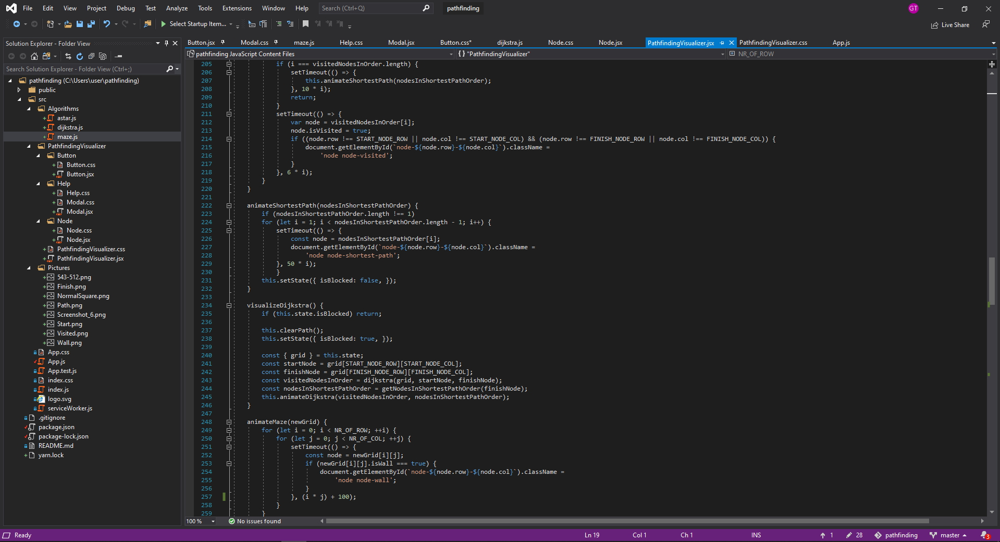 File Edit View Project Debug Test Analyze Tools Extensions Window Help Search (Ctrl+Q) pathfinding GT
Select Startup Item... Live Share
Solution Explorer - Folder View
Search Solution Explorer - Folder View (Ctrl+;)
pathfinding (C:\Users\user\pathfinding)
public
src
Algorithms
astar.js
dijkstra.js
maze.js
PathfindingVisualizer
Button
Button.css
Button.jsx
Help
Help.css
Modal.css
Modal.jsx
Node
Node.css
Node.jsx
PathfindingVisualizer.css
PathfindingVisualizer.jsx
Pictures
543-512.png
Finish.png
NormalSquare.png
Path.png
Screenshot_6.png
Start.png
Visited.png
Wall.png
App.css
App.js
App.test.js
index.css
index.js
logo.svg
serviceWorker.js
.gitignore
package.json
package-lock.json
README.md
yarn.lock
Button.jsx Modal.css maze.js Help.css Modal.jsx Button.css* dijkstra.js Node.css Node.jsx PathfindingVisualizer.jsx PathfindingVisualizer.css App.js
pathfinding JavaScript Content Files {} "PathfindingVisualizer" NR_OF_ROW
205 if (i === visitedNodesInOrder.length) {
206 setTimeout(() => {
207 this.animateShortestPath(nodesInShortestPathOrder);
208 }, 10 * i);
209 return;
210 }
211 setTimeout(() => {
212 var node = visitedNodesInOrder[i];
213 node.isVisited = true;
214 if ((node.row !== START_NODE_ROW || node.col !== START_NODE_COL) && (node.row !== FINISH_NODE_ROW || node.col !== FINISH_NODE_COL)) {
215 document.getElementById(`node-${node.row}-${node.col}`).className =
216 'node node-visited';
217 }
218 }, 6 * i);
219 }
220 }
221
222 animateShortestPath(nodesInShortestPathOrder) {
223 if (nodesInShortestPathOrder.length !== 1)
224 for (let i = 1; i < nodesInShortestPathOrder.length - 1; i++) {
225 setTimeout(() => {
226 const node = nodesInShortestPathOrder[i];
227 document.getElementById(`node-${node.row}-${node.col}`).className =
228 'node node-shortest-path';
229 }, 50 * i);
230 }
231 this.setState({ isBlocked: false, });
232 }
233
234 visualizeDijkstra() {
235 if (this.state.isBlocked) return;
236
237 this.clearPath();
238 this.setState({ isBlocked: true, });
239
240 const { grid } = this.state;
241 const startNode = grid[START_NODE_ROW][START_NODE_COL];
242 const finishNode = grid[FINISH_NODE_ROW][FINISH_NODE_COL];
243 const visitedNodesInOrder = dijkstra(grid, startNode, finishNode);
244 const nodesInShortestPathOrder = getNodesInShortestPathOrder(finishNode);
245 this.animateDijkstra(visitedNodesInOrder, nodesInShortestPathOrder);
246 }
247
248 animateMaze(newGrid) {
249 for (let i = 0; i < NR_OF_ROW; ++i) {
250 for (let j = 0; j < NR_OF_COL; ++j) {
251 setTimeout(() => {
252 const node = newGrid[i][j];
253 if (newGrid[i][j].isWall === true) {
254 document.getElementById(`node-${node.row}-${node.col}`).className =
255 'node node-wall';
256 }
257 }, (i * j) + 100);
258 }
259 }
100 % No issues found
Ready Ln 19 Col 1 Ch 1 INS 1 28 pathfinding master 3